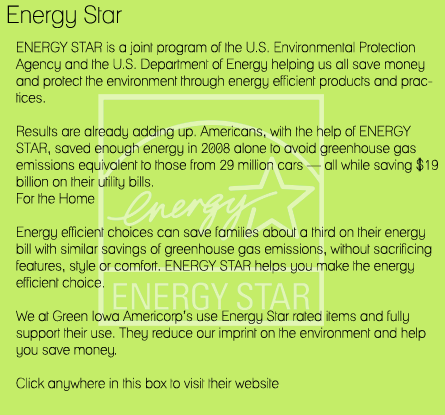 Energy Star
ENERGY STAR is a joint program of the U.S. Environmental Protection
Agency and the U.S. Department of Energy helping us all save money
and protect the environment through energy efficient products and prac-
tices.
Results are already adding up. Americans, with the help of ENERGY
STAR, saved enough energy in 2008 alone to avoid greenhouse gas
emissions equivalent to those from 29 million cars — all while saving $19
billion on their utility bills.
For the Home
energy
Energy efficient choices can save families about a third on their energy
bill with similar savings of greenhouse gas emissions, without sacrificing
features, style or comfort. ENERGY STAR helps you make the energy
efficient choice.
ENERGY STAR
We at Green Iowa Americorp's use Energy Star rated items and fully
support their use. They reduce our imprint on the environment and help
you save money.
Click anywhere in this box to visit their website